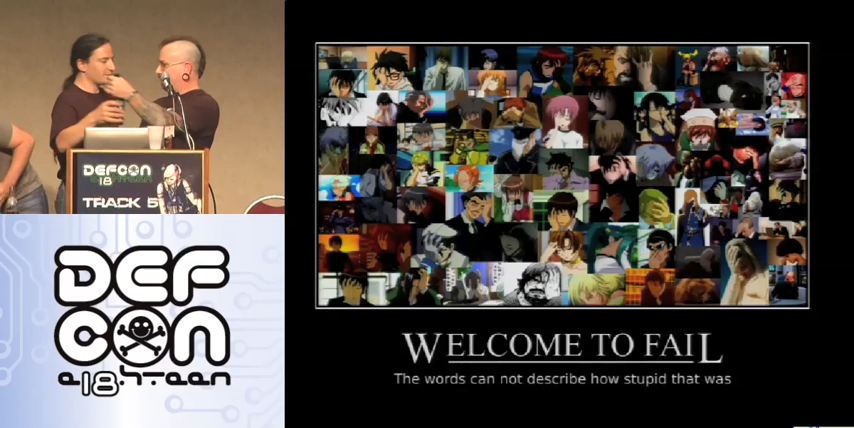 DEFCON
18
TRACK 5
DEF
CON
e18hteen
WELCOME TO FAIL
The words can not describe how stupid that was